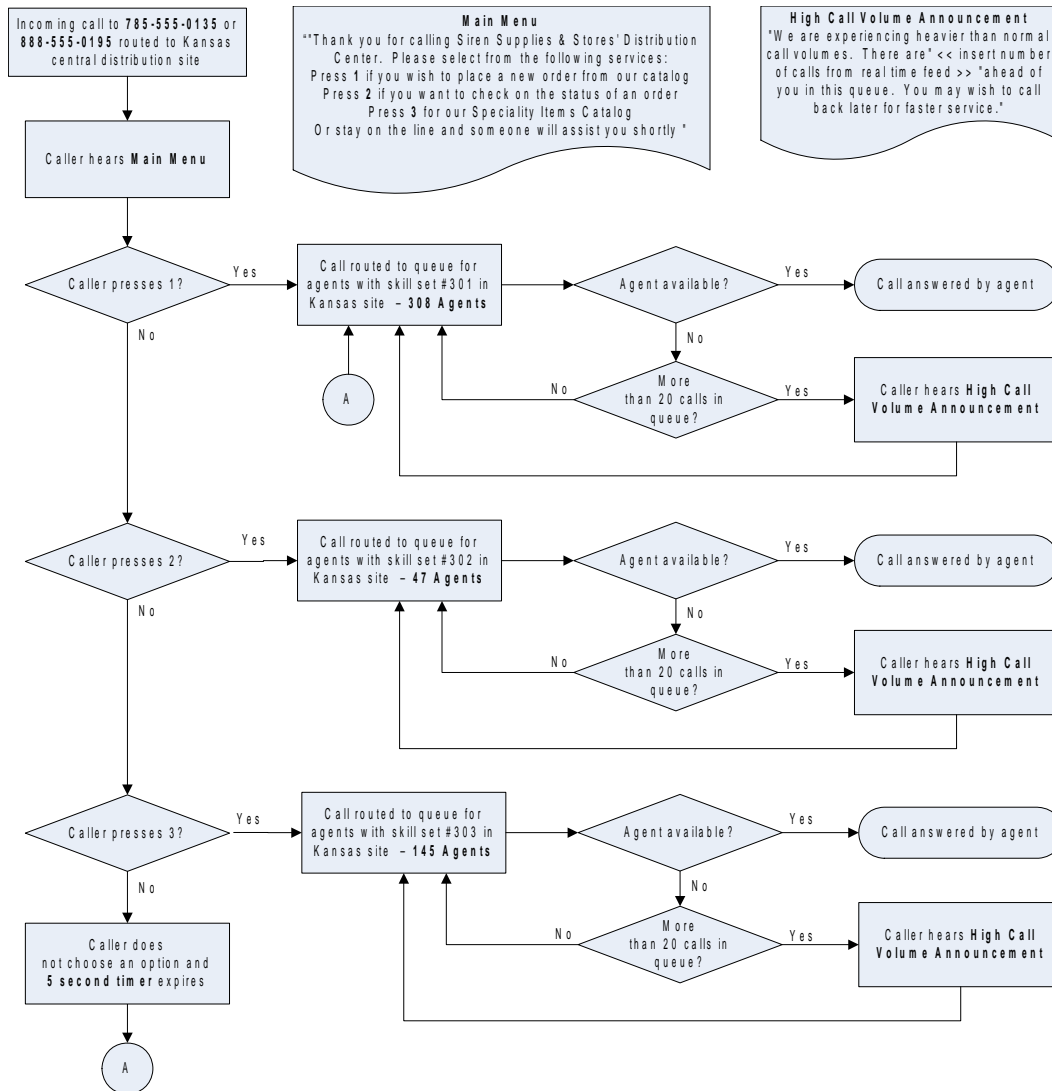 Incoming call to 785-555-0135 or
888-555-0195 routed to Kansas
central distribution site
Main Menu
""Thank you for calling Siren Supplies & Stores' Distribution
Center. Please select from the following services:
Press 1 if you wish to place a new order from our catalog
Press 2 if you want to check on the status of an order
Press 3 for our Speciality Items Catalog
Or stay on the line and someone will assist you shortly "
High Call Volume Announcement
"We are experiencing heavier than normal
call volumes. There are" << insert number
of calls from real time feed >> "ahead of
you in this queue. You may wish to call
back later for faster service."
Caller hears Main Menu
Caller presses 1?
Yes
No
Call routed to queue for
agents with skill set #301 in
Kansas site – 308 Agents
Agent available?
Yes
No
Call answered by agent
A
No
More
than 20 calls in
queue?
Yes
Caller hears High Call
Volume Announcement
Caller presses 2?
Yes
No
Call routed to queue for
agents with skill set #302 in
Kansas site – 47 Agents
Agent available?
Yes
No
Call answered by agent
No
More
than 20 calls in
queue?
Yes
Caller hears High Call
Volume Announcement
Caller presses 3?
Yes
No
Call routed to queue for
agents with skill set #303 in
Kansas site – 145 Agents
Agent available?
Yes
No
Call answered by agent
No
More
than 20 calls in
queue?
Yes
Caller hears High Call
Volume Announcement
Caller does
not choose an option and
5 second timer expires
A